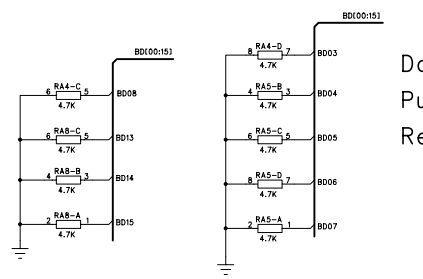 BD[00:15]
RA4-C
6 5 BD08
4.7K
RA8-C
6 5 BD13
4.7K
RA8-B
4 3 BD14
4.7K
RA8-A
2 1 BD15
4.7K
BD[00:15]
RA4-D
8 7 BD03
4.7K
RA5-B
4 3 BD04
4.7K
RA5-C
6 5 BD05
4.7K
RA5-D
8 7 BD06
4.7K
RA5-A
2 1 BD07
4.7K
Da
Pu
Re